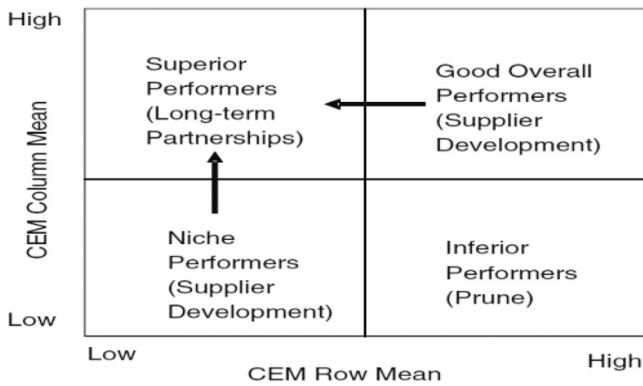 High
Superior
Performers
(Long-term
Partnerships)
Good Overall
Performers
(Supplier
Development)
CEM Column Mean
Niche
Performers
(Supplier
Development)
Inferior
Performers
(Prune)
Low
Low
CEM Row Mean
High